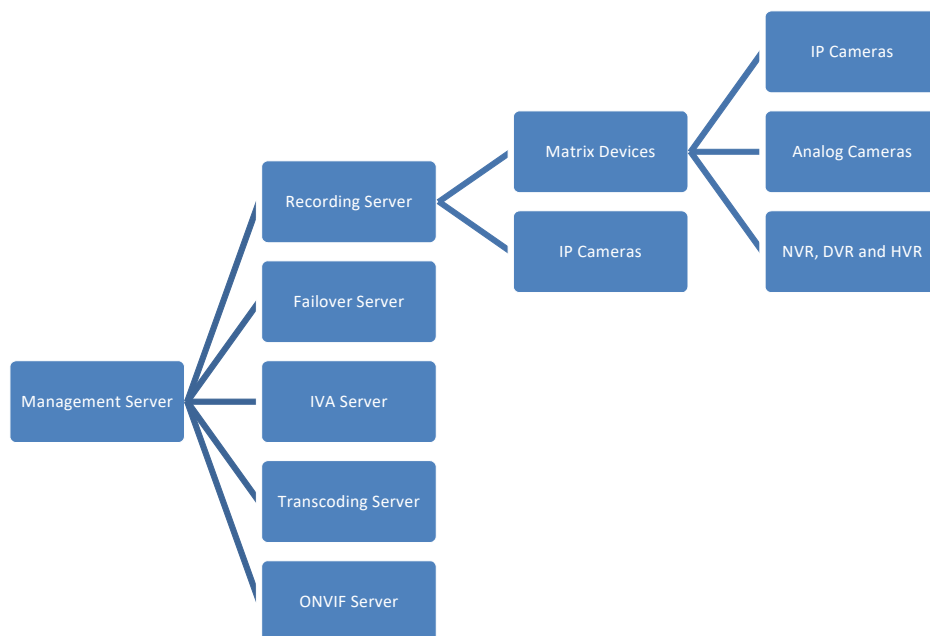 IP Cameras
Matrix Devices
Analog Cameras
Recording Server
IP Cameras
NVR, DVR and HVR
Failover Server
Management Server
IVA Server
Transcoding Server
ONVIF Server